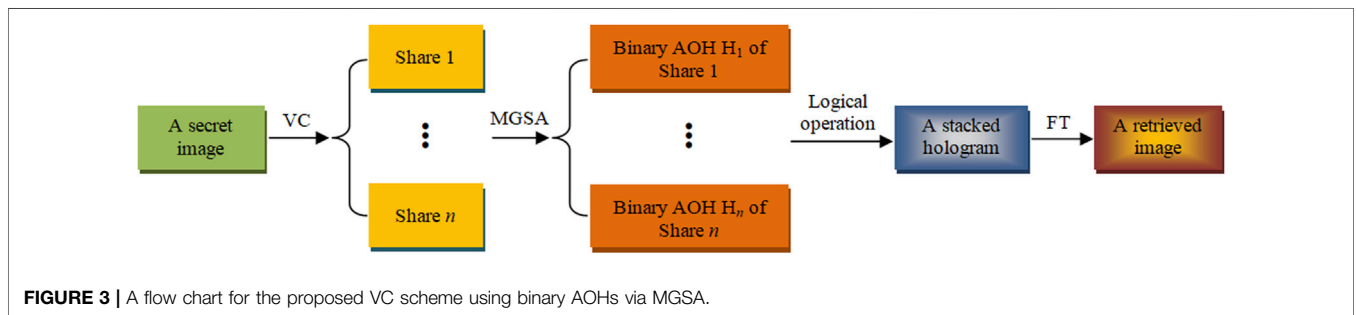 A secret
image
VC
Share 1
Share n
MGSA
Binary AOH H₁ of
Share 1
Binary AOH Hₙ of
Share n
Logical
operation
A stacked
hologram
FT
A retrieved
image
FIGURE 3 | A flow chart for the proposed VC scheme using binary AOHs via MGSA.